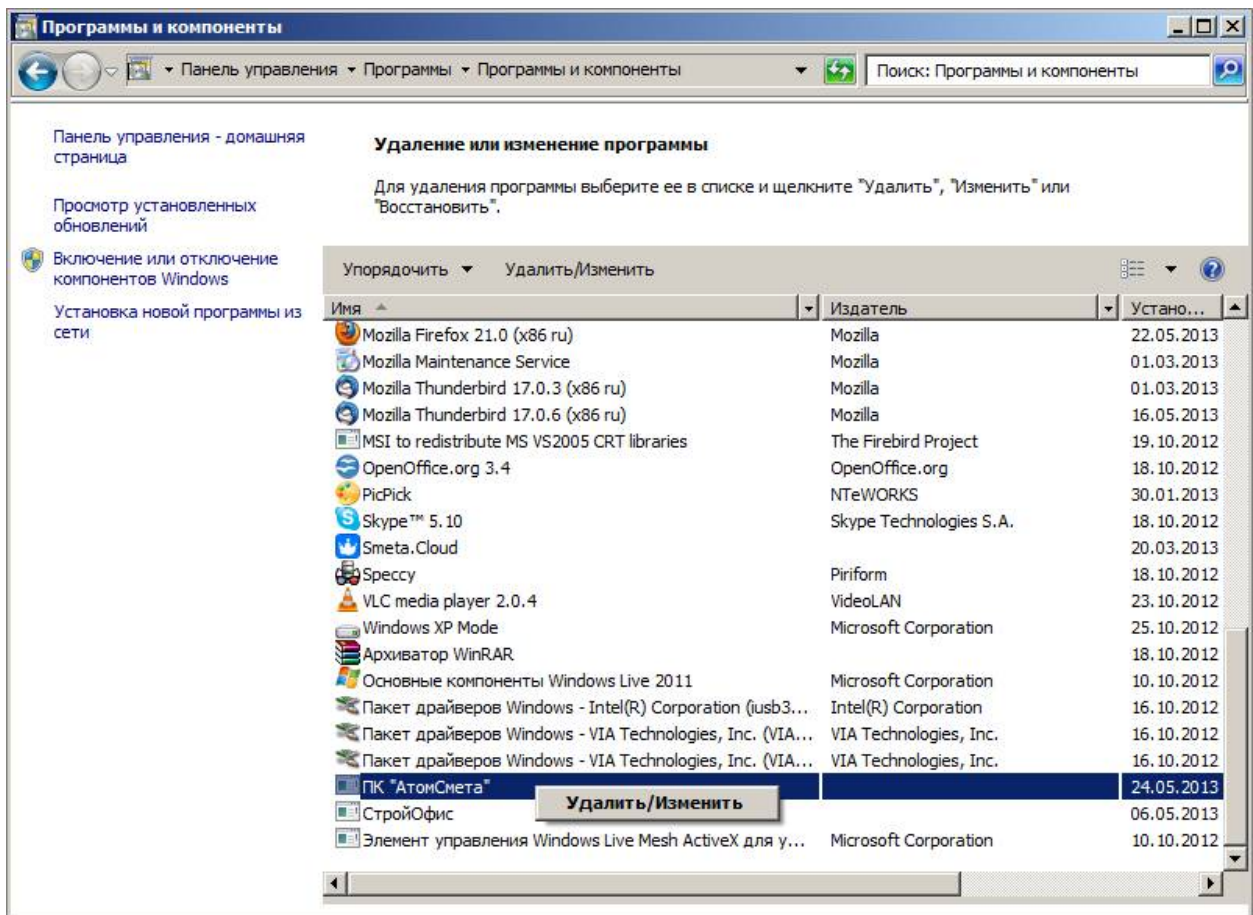 Программы и компоненты
Панель управления Программы Программы и компоненты
Поиск: Программы и компоненты
Панель управления - домашняя
страница
Просмотр установленных
обновлений
Включение или отключение
компонентов Windows
Установка новой программы из
сети
Удаление или изменение программы
Для удаления программы выберите ее в списке и щелкните "Удалить", "Изменить" или
"Восстановить".
Упорядочить Удалить/Изменить
Имя Издатель Устано...
Mozilla Firefox 21.0 (x86 ru) Mozilla 22.05.2013
Mozilla Maintenance Service Mozilla 01.03.2013
Mozilla Thunderbird 17.0.3 (x86 ru) Mozilla 01.03.2013
Mozilla Thunderbird 17.0.6 (x86 ru) Mozilla 16.05.2013
MSI to redistribute MS VS2005 CRT libraries The Firebird Project 19.10.2012
OpenOffice.org 3.4 OpenOffice.org 18.10.2012
PicPick NTeWORKS 30.01.2013
Skype™ 5.10 Skype Technologies S.A. 18.10.2012
Smeta.Cloud 20.03.2013
Speccy Piriform 18.10.2012
VLC media player 2.0.4 VideoLAN 23.10.2012
Windows XP Mode Microsoft Corporation 25.10.2012
Архиватор WinRAR 18.10.2012
Основные компоненты Windows Live 2011 Microsoft Corporation 10.10.2012
Пакет драйверов Windows - Intel(R) Corporation (iusb3... Intel(R) Corporation 16.10.2012
Пакет драйверов Windows - VIA Technologies, Inc. (VIA... VIA Technologies, Inc. 16.10.2012
Пакет драйверов Windows - VIA Technologies, Inc. (VIA... VIA Technologies, Inc. 16.10.2012
ПК "АтомСмета" 24.05.2013
Удалить/Изменить
СтройОфис 06.05.2013
Элемент управления Windows Live Mesh ActiveX для у... Microsoft Corporation 10.10.2012